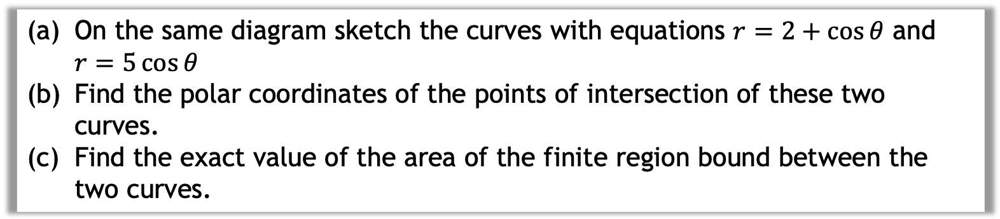 (a) On the same diagram sketch the curves with equations r = 2 + cos θ and
r = 5 cos θ
(b) Find the polar coordinates of the points of intersection of these two
curves.
(c) Find the exact value of the area of the finite region bound between the
two curves.